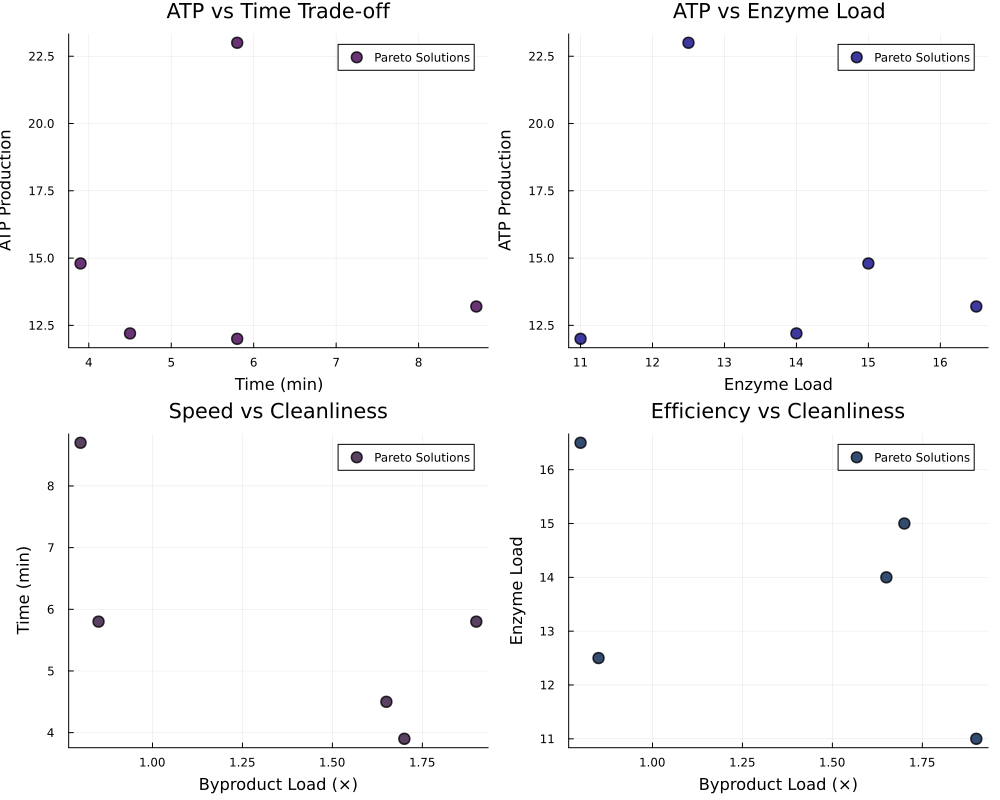 ATP vs Time Trade-off
ATP Production
22.5
20.0
17.5
15.0
12.5
Pareto Solutions
4 5 6 7 8
Time (min)
ATP vs Enzyme Load
ATP Production
22.5
20.0
17.5
15.0
12.5
Pareto Solutions
11 12 13 14 15 16
Enzyme Load
Speed vs Cleanliness
Time (min)
8
7
6
5
4
Pareto Solutions
1.00 1.25 1.50 1.75
Byproduct Load (×)
Efficiency vs Cleanliness
Enzyme Load
16
15
14
13
12
11
Pareto Solutions
1.00 1.25 1.50 1.75
Byproduct Load (×)